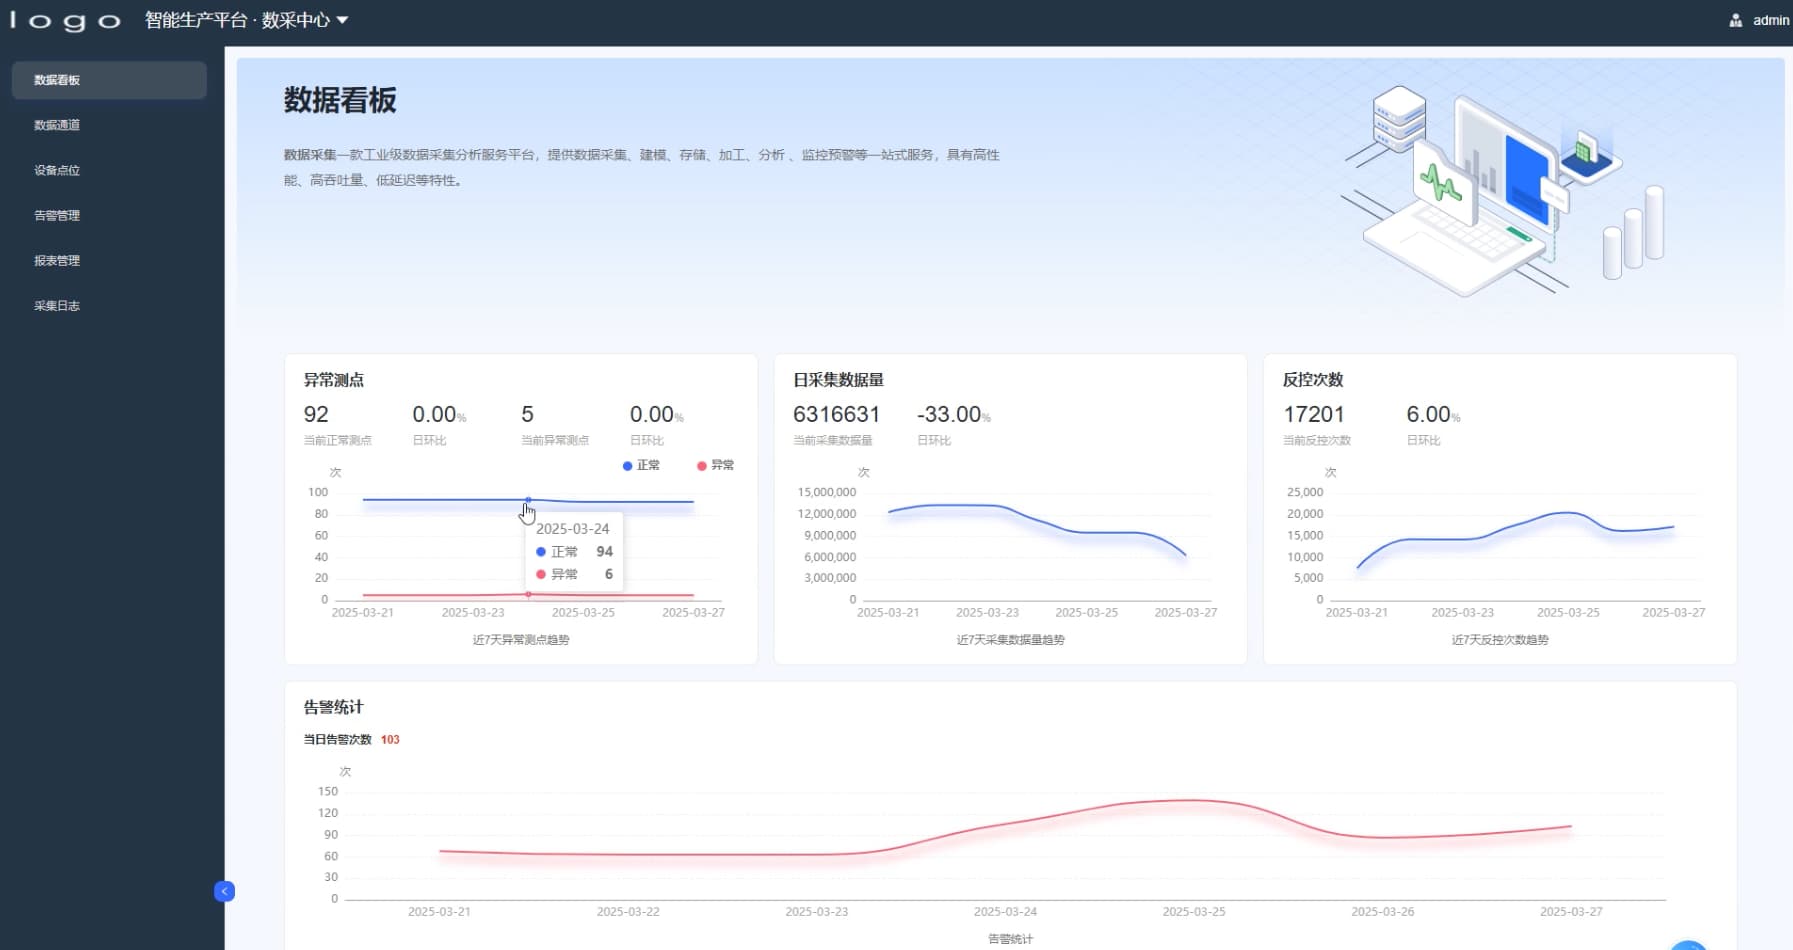 logo 智能生产平台 · 数采中心 admin
数据看板
数据通道
设备点位
告警管理
报表管理
采集日志
数据看板
数据采集一款工业级数据采集分析服务平台，提供数据采集、建模、存储、加工、分析 、监控预警等一站式服务，具有高性
能、高吞吐量、低延迟等特性。
异常测点
92 0.00% 5 0.00%
当前正常测点 日环比 当前异常测点 日环比
正常 异常
次
100
80
60
40
20
0
2025-03-24
正常 94
异常 6
2025-03-21 2025-03-23 2025-03-25 2025-03-27
近7天异常测点趋势
日采集数据量
6316631 -33.00%
当前采集数据量 日环比
次
15,000,000
12,000,000
9,000,000
6,000,000
3,000,000
0
2025-03-21 2025-03-23 2025-03-25 2025-03-27
近7天采集数据量趋势
反控次数
17201 6.00%
当前反控次数 日环比
次
25,000
20,000
15,000
10,000
5,000
0
2025-03-21 2025-03-23 2025-03-25 2025-03-27
近7天反控次数趋势
告警统计
当日告警次数 103
次
150
120
90
60
30
0
2025-03-21 2025-03-22 2025-03-23 2025-03-24 2025-03-25 2025-03-26 2025-03-27
告警统计